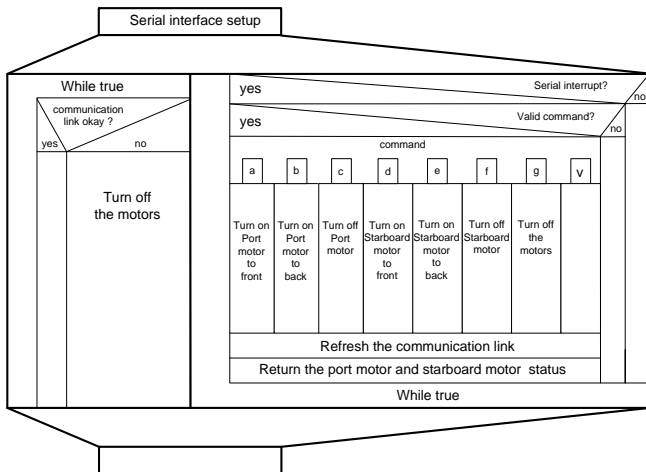 Serial interface setup
While true
communication
link okay ?
yes
no
Turn off
the motors
yes
Serial interrupt?
no
yes
Valid command?
no
command
a
b
c
d
e
f
g
v
Turn on
Port
motor
to
front
Turn on
Port
motor
to
back
Turn off
Port
motor
Turn on
Starboard
motor
to
front
Turn on
Starboard
motor
to
back
Turn off
Starboard
motor
Turn off
the
motors
Refresh the communication link
Return the port motor and starboard motor status
While true